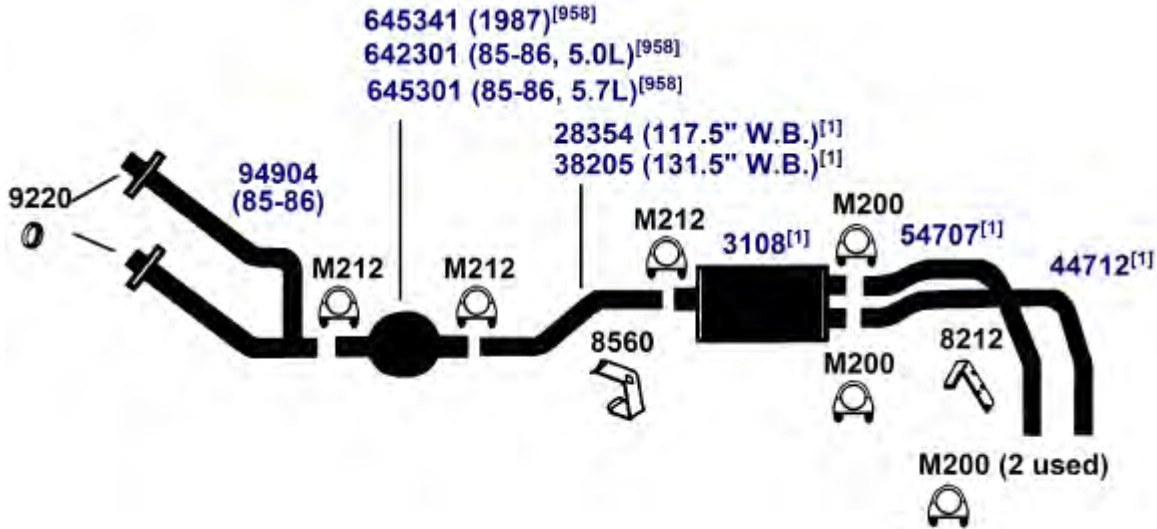 645341 (1987)[958]
642301 (85-86, 5.0L)[958]
645301 (85-86, 5.7L)[958]
28354 (117.5" W.B.)[1]
38205 (131.5" W.B.)[1]
9220
94904
(85-86)
M212
M212
M212
3108[1]
M200
54707[1]
44712[1]
8560
M200
8212
M200 (2 used)